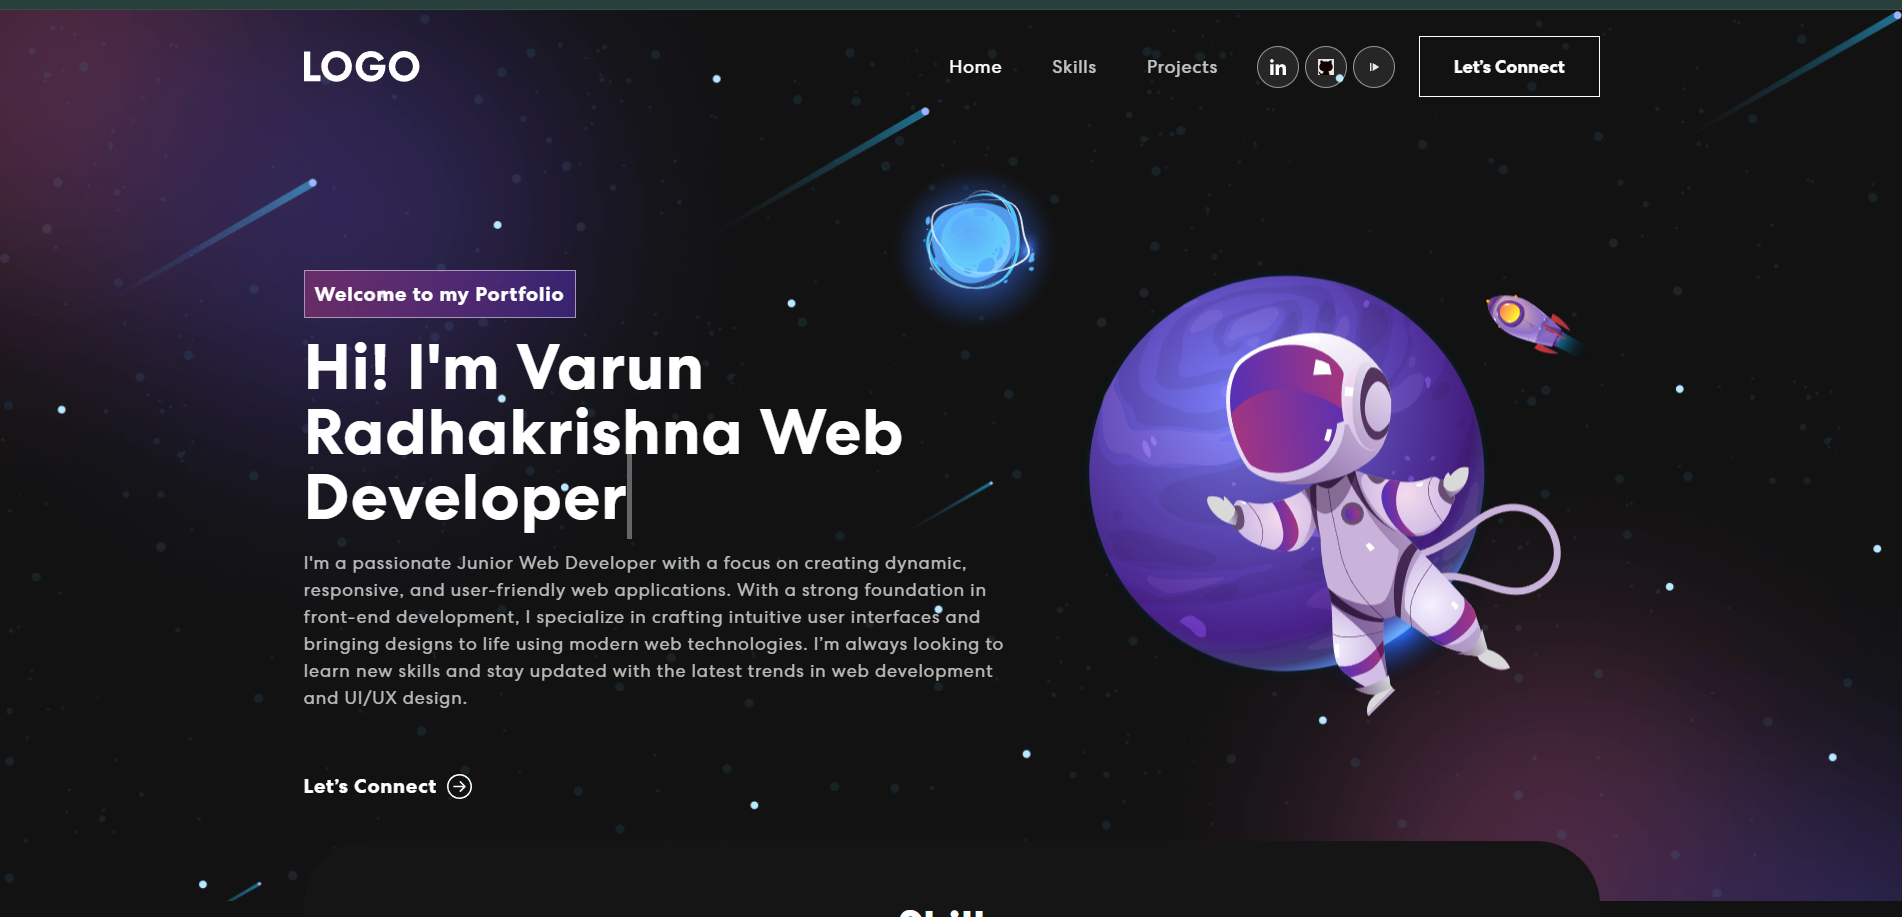 LOGO
Home
Skills
Projects
in
Let's Connect
Welcome to my Portfolio
Hi! I'm Varun
Radhakrishna Web
Developer
I'm a passionate Junior Web Developer with a focus on creating dynamic,
responsive, and user-friendly web applications. With a strong foundation in
front-end development, I specialize in crafting intuitive user interfaces and
bringing designs to life using modern web technologies. I'm always looking to
learn new skills and stay updated with the latest trends in web development
and UI/UX design.
Let's Connect